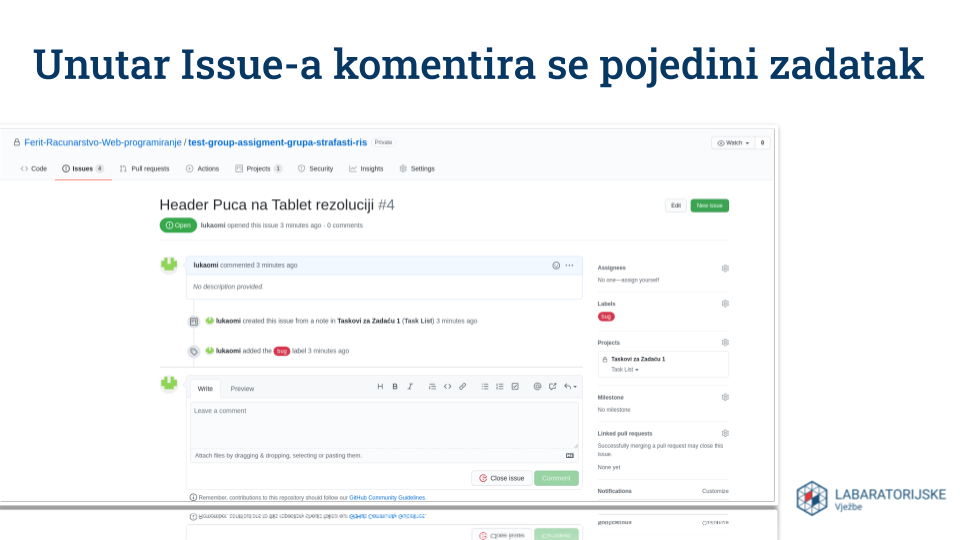 Unutar Issue-a komentira se pojedini zadatak
Ferit-Racunarstvo-Web-programiranje / test-group-assigment-grupa-strafasti-ris Private
Watch 0
Code Issues 4 Pull requests Actions Projects 1 Security Insights Settings
Header Puca na Tablet rezoluciji #4
Edit New issue
Open lukaomi opened this issue 3 minutes ago · 0 comments
lukaomi commented 3 minutes ago
No description provided.
lukaomi created this issue from a note in Taskovi za Zadaću 1 (Task List) 3 minutes ago
lukaomi added the bug label 3 minutes ago
Write Preview
Leave a comment
Attach files by dragging & dropping, selecting or pasting them.
Close issue Comment
Remember, contributions to this repository should follow our GitHub Community Guidelines.
Assignees
No one—assign yourself!
Labels
bug
Projects
Taskovi za Zadaću 1
Task List
Milestone
No milestone
Linked pull requests
Successfully merging a pull request may close this
issue.
None yet
Notifications Customize
LABARATORIJSKE
Vježbe